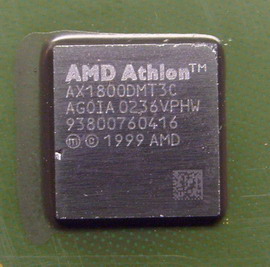 AMD Athlon™
AX1800DMT3C
AGOIA 0236VPHW
93800760416
ⓜ © 1999 AMD